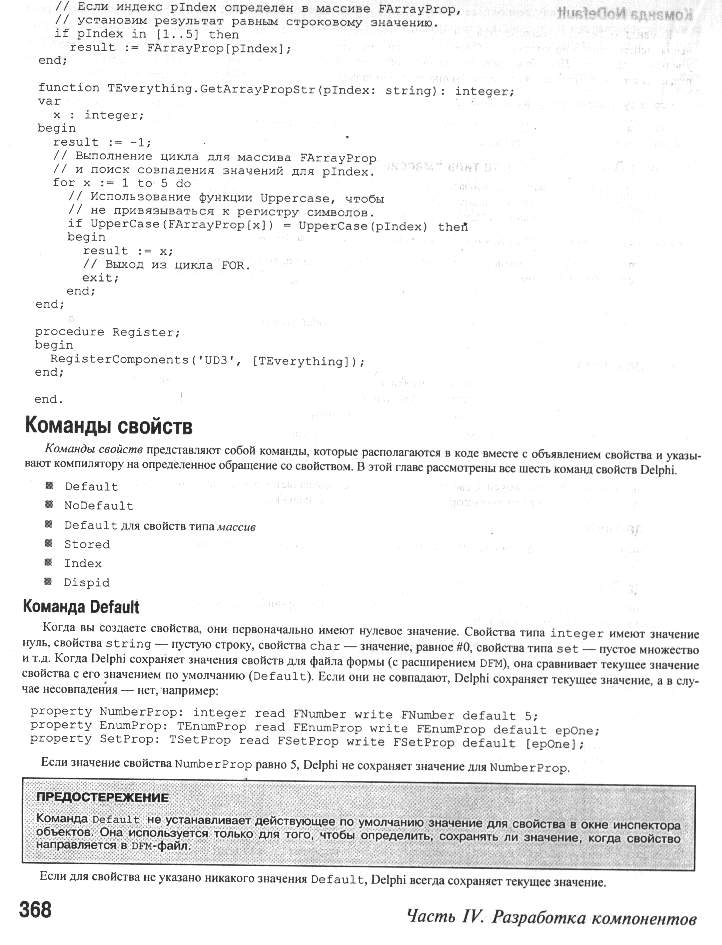 // Если индекс pIndex определен в массиве FArrayProp,
// установим результат равным строковому значению.
if pIndex in [1..5] then
result := FArrayProp[pIndex];
end;
function TEverything.GetArrayPropStr(pIndex: string): integer;
var
x : integer;
begin
result := -1;
// Выполнение цикла для массива FArrayProp
// и поиск совпадения значений для pIndex.
for x := 1 to 5 do
// Использование функции Uppercase, чтобы
// не привязываться к регистру символов.
if UpperCase(FArrayProp[x]) = UpperCase(pIndex) then
begin
result := x;
// Выход из цикла FOR.
exit;
end;
end;
procedure Register;
begin
RegisterComponents('UD3', [TEverything]);
end;
end.
Команды свойств
Команды свойств представляют собой команды, которые располагаются в коде вместе с объявлением свойства и указы-
вают компилятору на определенное обращение со свойством. В этой главе рассмотрены все шесть команд свойств Delphi.
Default
NoDefault
Default для свойств типа массив
Stored
Index
Dispid
Команда Default
Когда вы создаете свойства, они первоначально имеют нулевое значение. Свойства типа integer имеют значение
нуль, свойства string — пустую строку, свойства char — значение, равное #0, свойства типа set — пустое множество
и т.д. Когда Delphi сохраняет значения свойств для файла формы (с расширением DFM), она сравнивает текущее значение
свойства с его значением по умолчанию (Default). Если они не совпадают, Delphi сохраняет текущее значение, а в слу-
чае несовпадения — нет, например:
property NumberProp: integer read FNumber write FNumber default 5;
property EnumProp: TEnumProp read FEnumProp write FEnumProp default epOne;
property SetProp: TSetProp read FSetProp write FSetProp default [epOne];
Если значение свойства NumberProp равно 5, Delphi не сохраняет значение для NumberProp.
ПРЕДОСТЕРЕЖЕНИЕ
Команда Default не устанавливает действующее по умолчанию значение для свойства в окне инспектора
объектов. Она используется только для того, чтобы определить, сохранять ли значение, когда свойство
направляется в DFM-файл.
Если для свойства не указано никакого значения Default, Delphi всегда сохраняет текущее значение.
368
Часть IV. Разработка компонентов